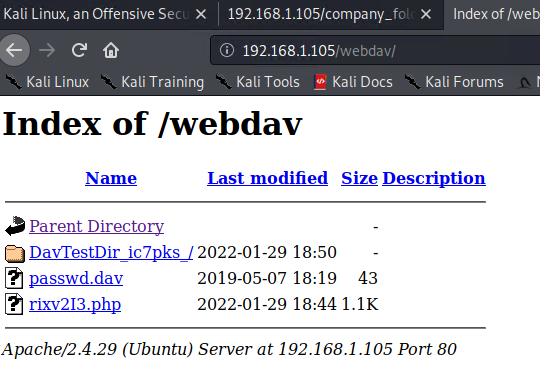 Kali Linux, an Offensive Secu
192.168.1.105/company_fol
Index of /web
192.168.1.105/webdav/
Kali Linux Kali Training Kali Tools Kali Docs Kali Forums
Index of /webdav
Name Last modified Size Description
Parent Directory -
DavTestDir_ic7pks_/ 2022-01-29 18:50 -
passwd.dav 2019-05-07 18:19 43
rixv2I3.php 2022-01-29 18:44 1.1K
Apache/2.4.29 (Ubuntu) Server at 192.168.1.105 Port 80